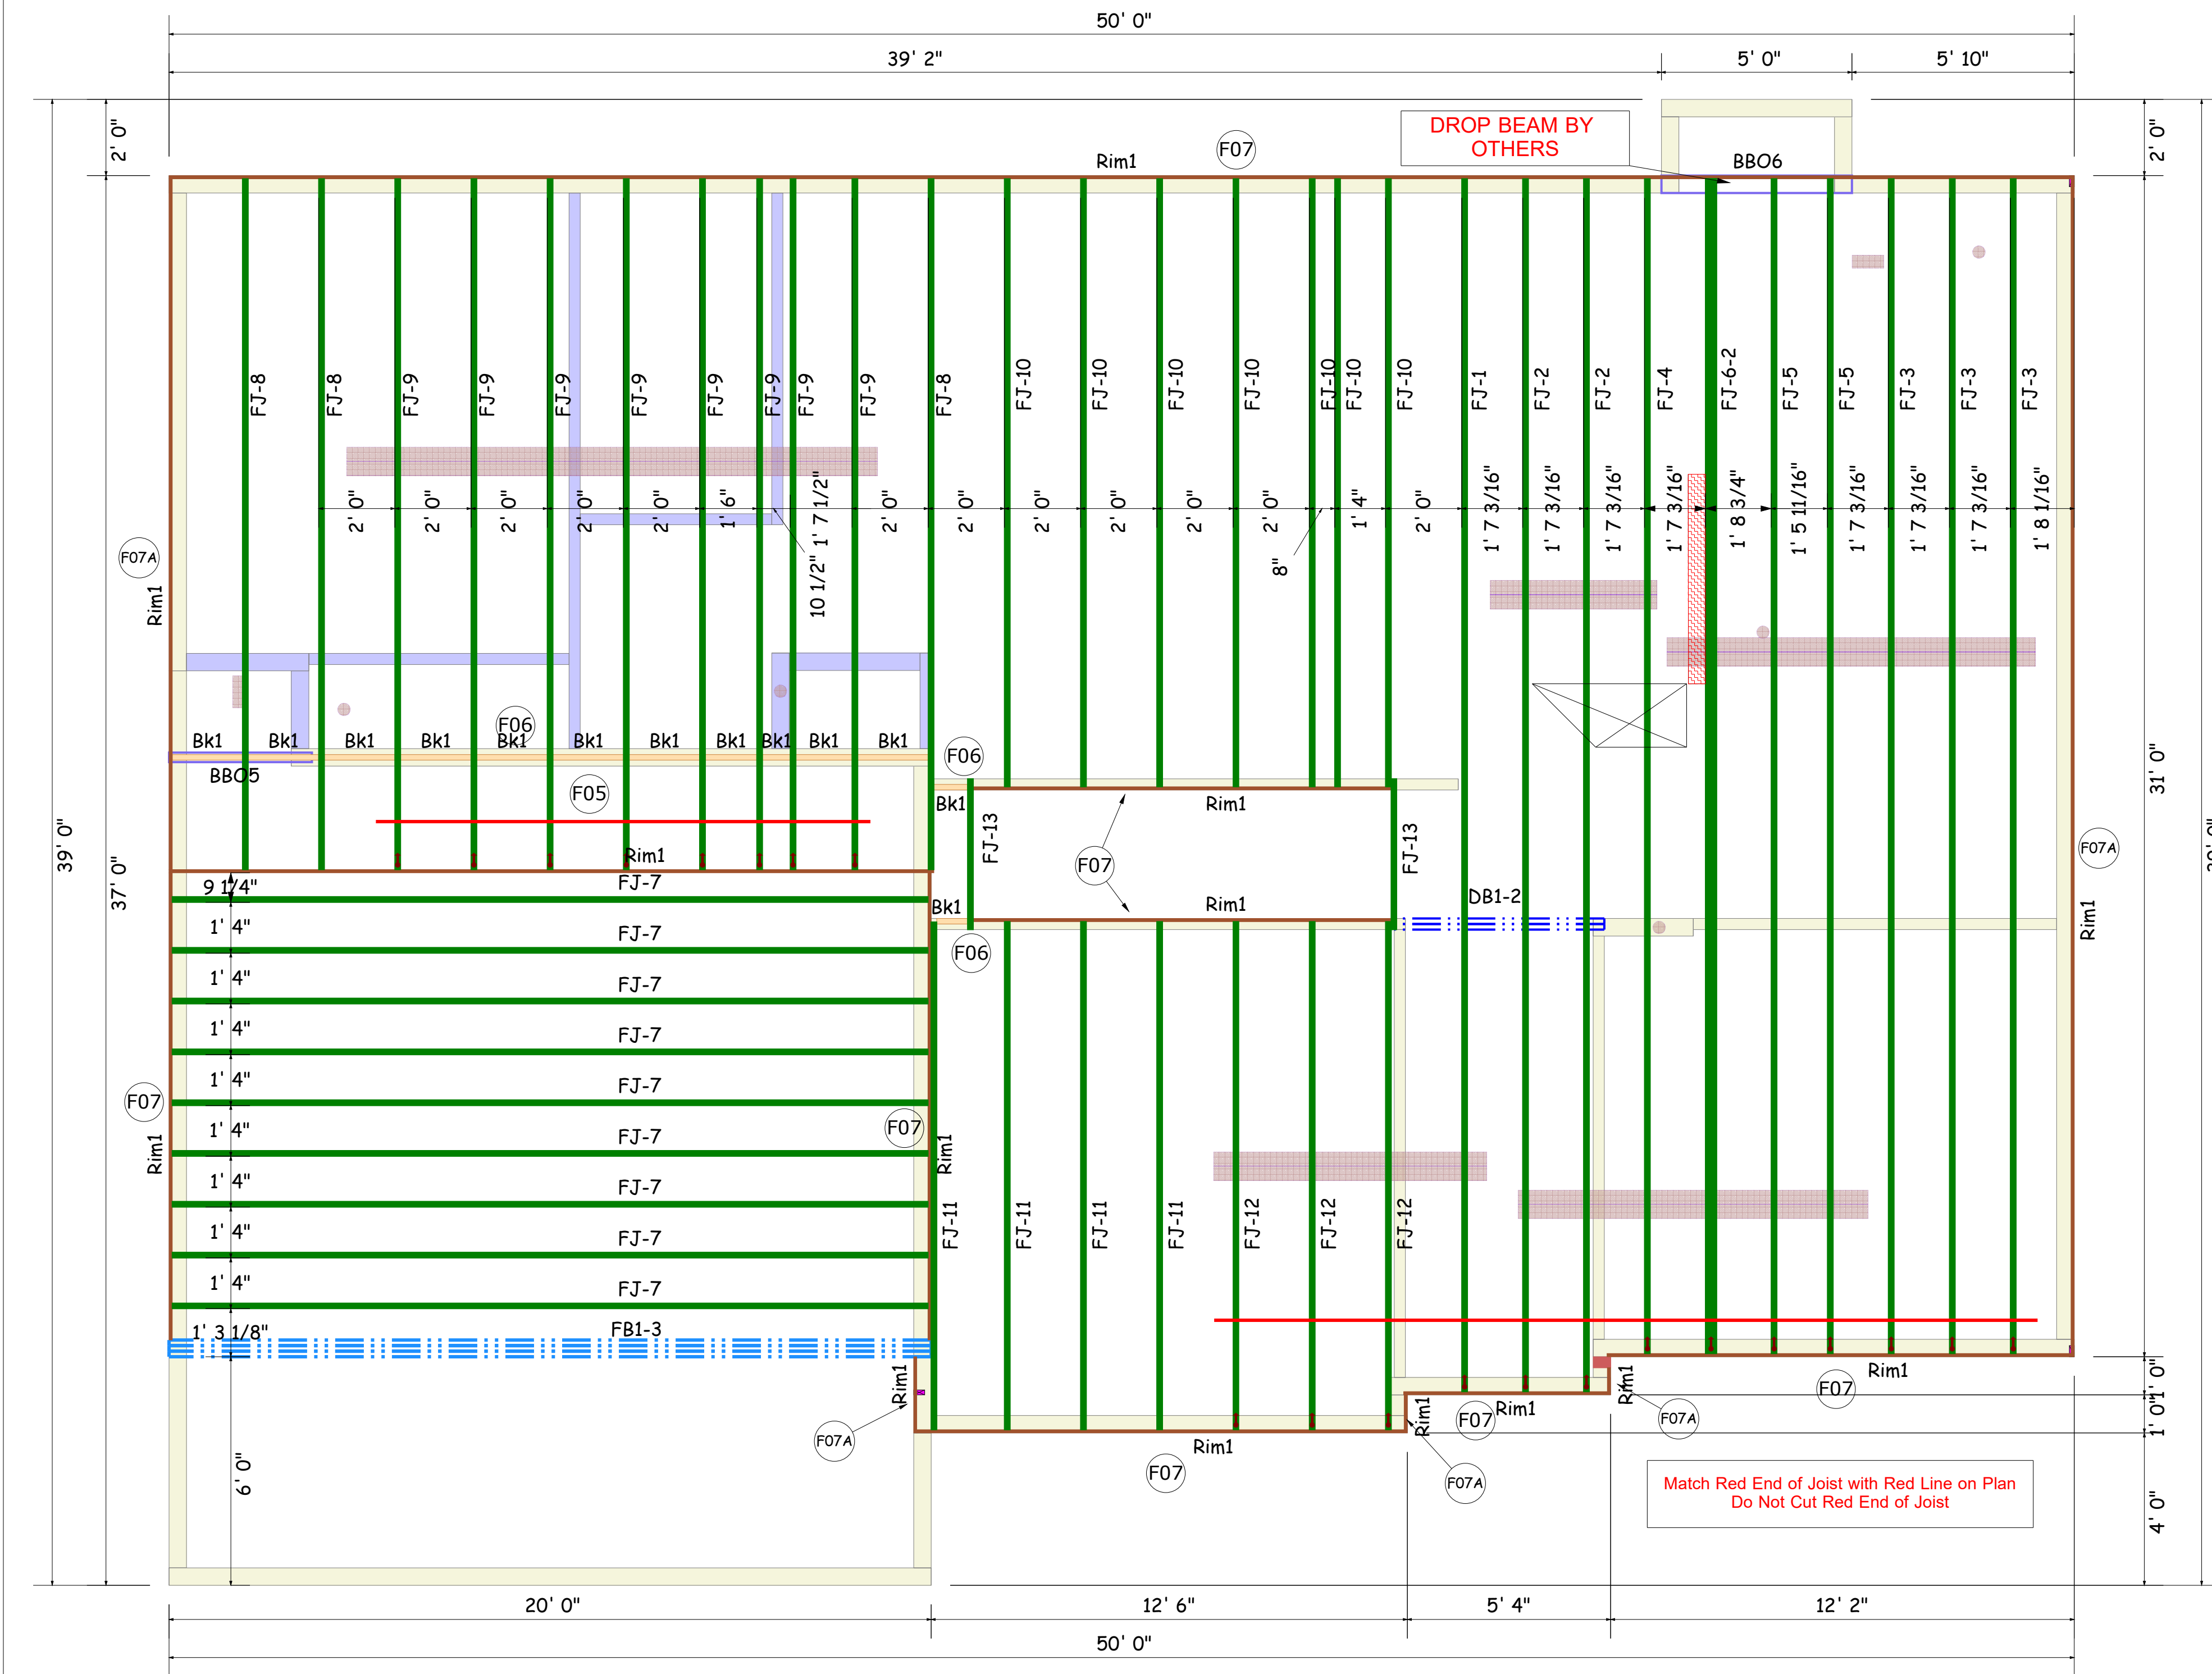 50' 0"
39' 2"
5' 0"
5' 10"
2' 0"
F07
Rim1
DROP BEAM BY
OTHERS
BBO6
2' 0"
FJ-8
FJ-8
FJ-9
FJ-9
FJ-9
FJ-9
FJ-9
FJ-9
FJ-9
FJ-9
FJ-8
FJ-10
FJ-10
FJ-10
FJ-10
FJ-10
FJ-10
FJ-10
FJ-1
FJ-2
FJ-2
FJ-4
FJ-6-2
FJ-5
FJ-5
FJ-3
FJ-3
FJ-3
2' 0"
2' 0"
2' 0"
2' 0"
2' 0"
1' 6"
10 1/2"
1' 7 1/2"
2' 0"
2' 0"
2' 0"
2' 0"
2' 0"
2' 0"
8"
1' 4"
2' 0"
1' 7 3/16"
1' 7 3/16"
1' 7 3/16"
1' 7 3/16"
1' 8 3/4"
1' 5 11/16"
1' 7 3/16"
1' 7 3/16"
1' 7 3/16"
1' 8 1/16"
F07A
Rim1
F06
Bk1
Bk1
Bk1
Bk1
Bk1
Bk1
Bk1
Bk1
Bk1
Bk1
Bk1
BBO5
F05
F06
Bk1
Rim1
FJ-13
FJ-13
F07
31' 0"
39' 0"
37' 0"
F07A
Rim1
Rim1
9 1/4"
FJ-7
Bk1
Rim1
DB1-2
F06
1' 4"
FJ-7
1' 4"
FJ-7
1' 4"
FJ-7
1' 4"
FJ-7
1' 4"
FJ-7
1' 4"
FJ-7
1' 4"
FJ-7
1' 4"
FJ-7
1' 3 1/8"
FB1-3
F07
Rim1
F07
Rim1
FJ-11
FJ-11
FJ-11
FJ-11
FJ-12
FJ-12
FJ-12
Rim1
F07A
Rim1
F07
Rim1
F07A
F07
Rim1
Rim1
F07A
Rim1
F07
1' 0"
1' 0"
6' 0"
4' 0"
Match Red End of Joist with Red Line on Plan
Do Not Cut Red End of Joist
20' 0"
12' 6"
5' 4"
12' 2"
50' 0"